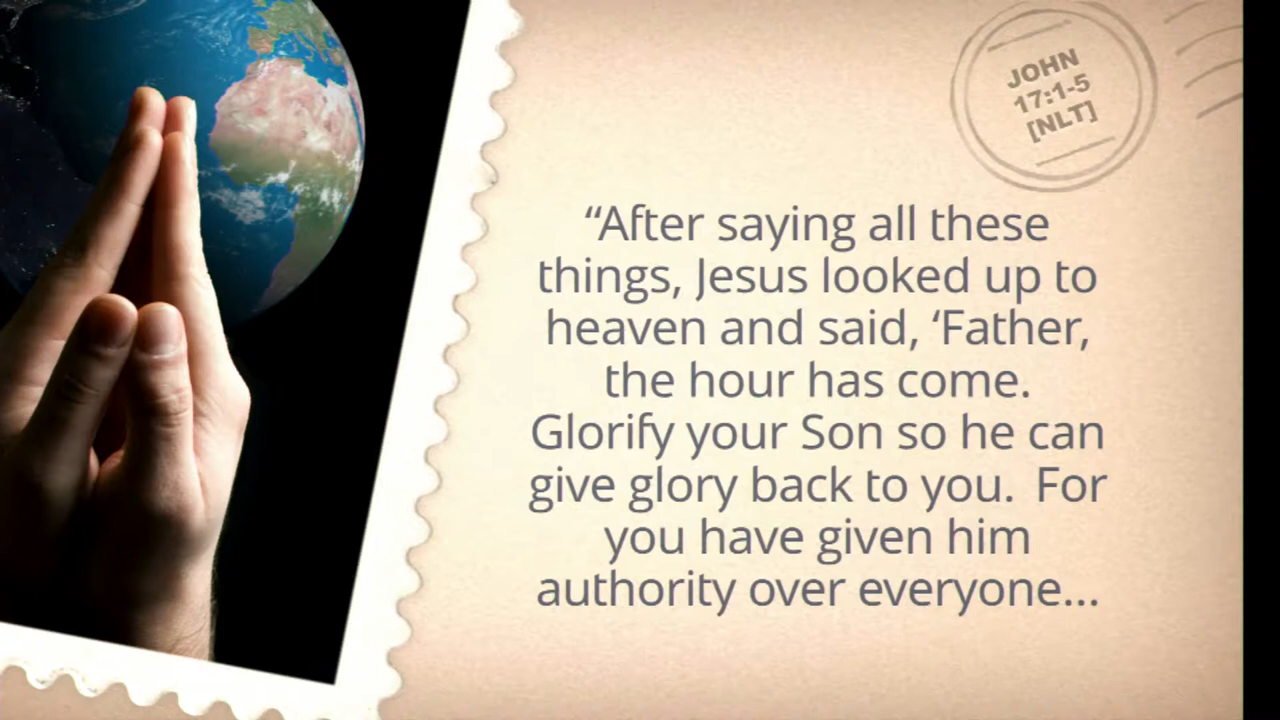 JOHN
17:1-5
[NLT]
“After saying all these
things, Jesus looked up to
heaven and said, ‘Father,
the hour has come.
Glorify your Son so he can
give glory back to you.  For
you have given him
authority over everyone...